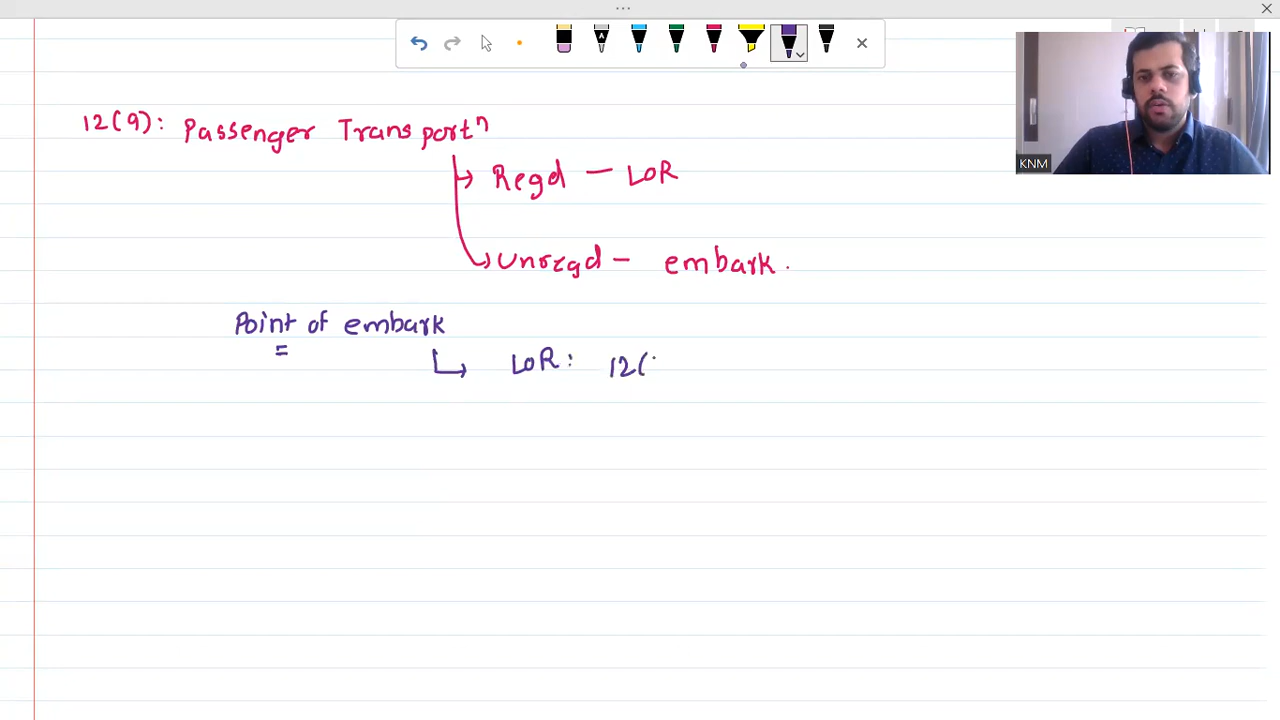 12(9): Passenger Transportn
Regd – LoR
Unregd – embark.
Point of embark
LoR: 12(
KNM